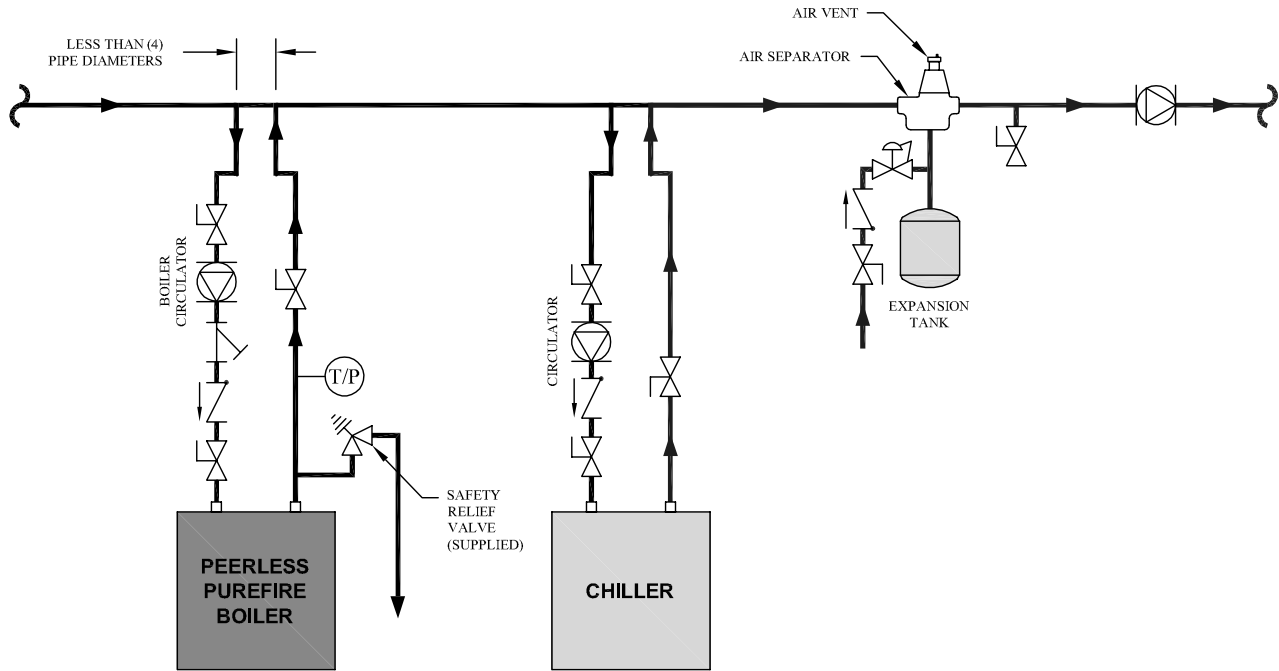 AIR VENT
LESS THAN (4)
PIPE DIAMETERS
AIR SEPARATOR
BOILER
CIRCULATOR
CIRCULATOR
EXPANSION
TANK
T/P
SAFETY
RELIEF
VALVE
(SUPPLIED)
PEERLESS
PUREFIRE
BOILER
CHILLER